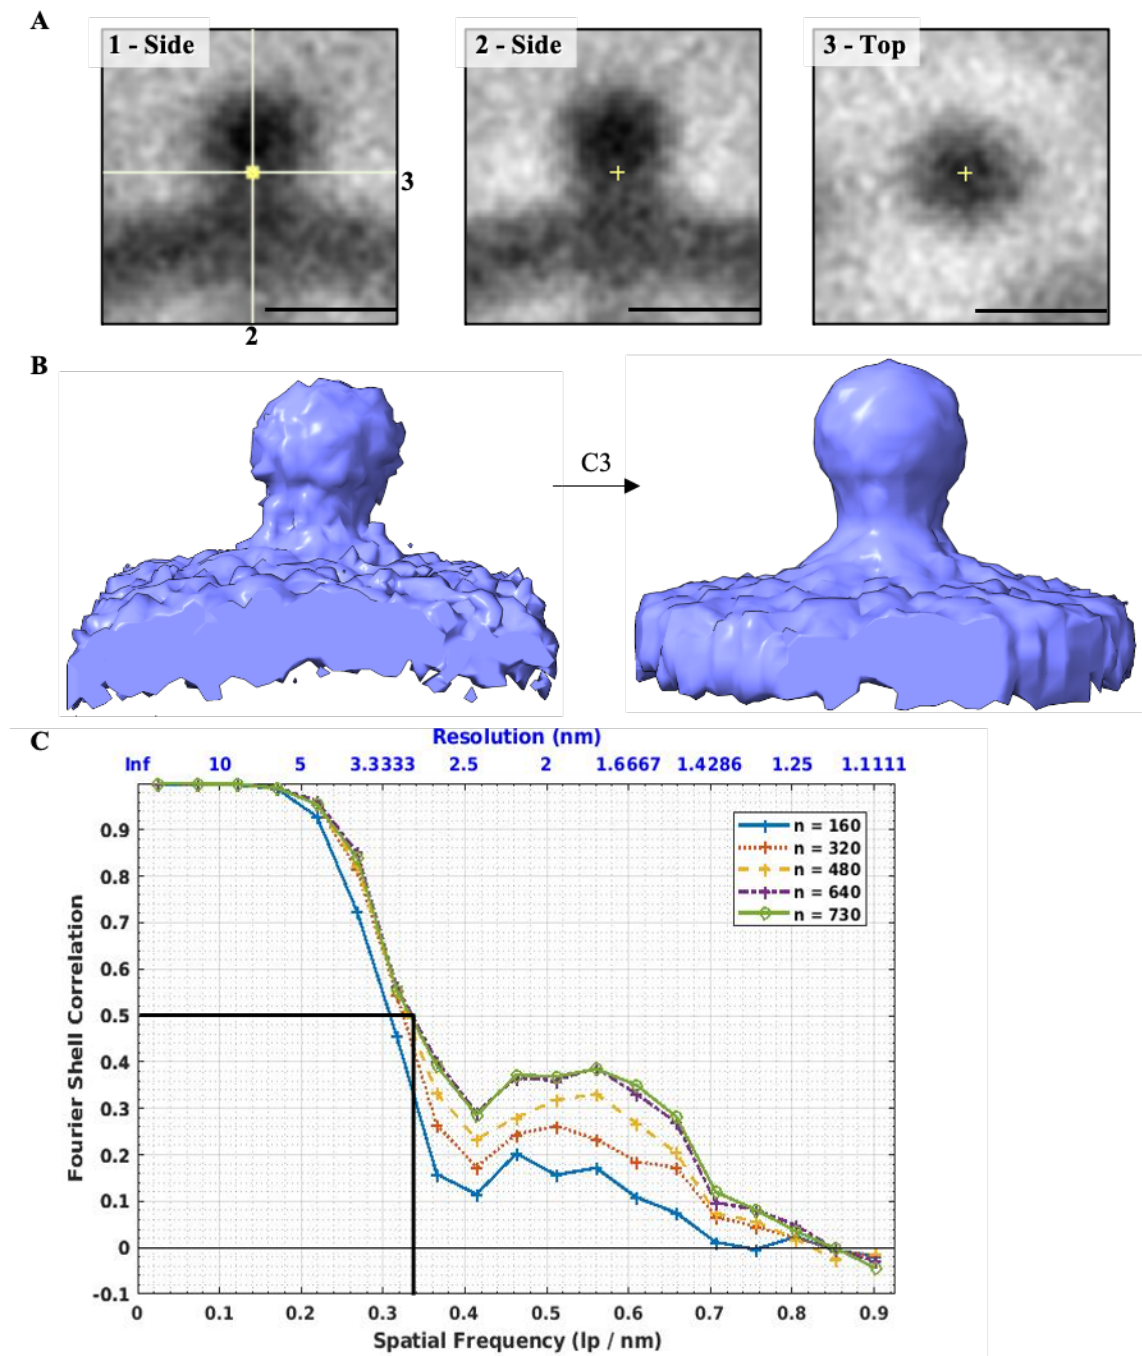 A
1 - Side
2 - Side
3 - Top
3
2
B
C3
C
Resolution (nm)
Inf 10 5 3.3333 2.5 2 1.6667 1.4286 1.25 1.1111
Fourier Shell Correlation
0.9
0.8
0.7
0.6
0.5
0.4
0.3
0.2
0.1
0
-0.1
n = 160
n = 320
n = 480
n = 640
n = 730
0 0.1 0.2 0.3 0.4 0.5 0.6 0.7 0.8 0.9
Spatial Frequency (lp / nm)